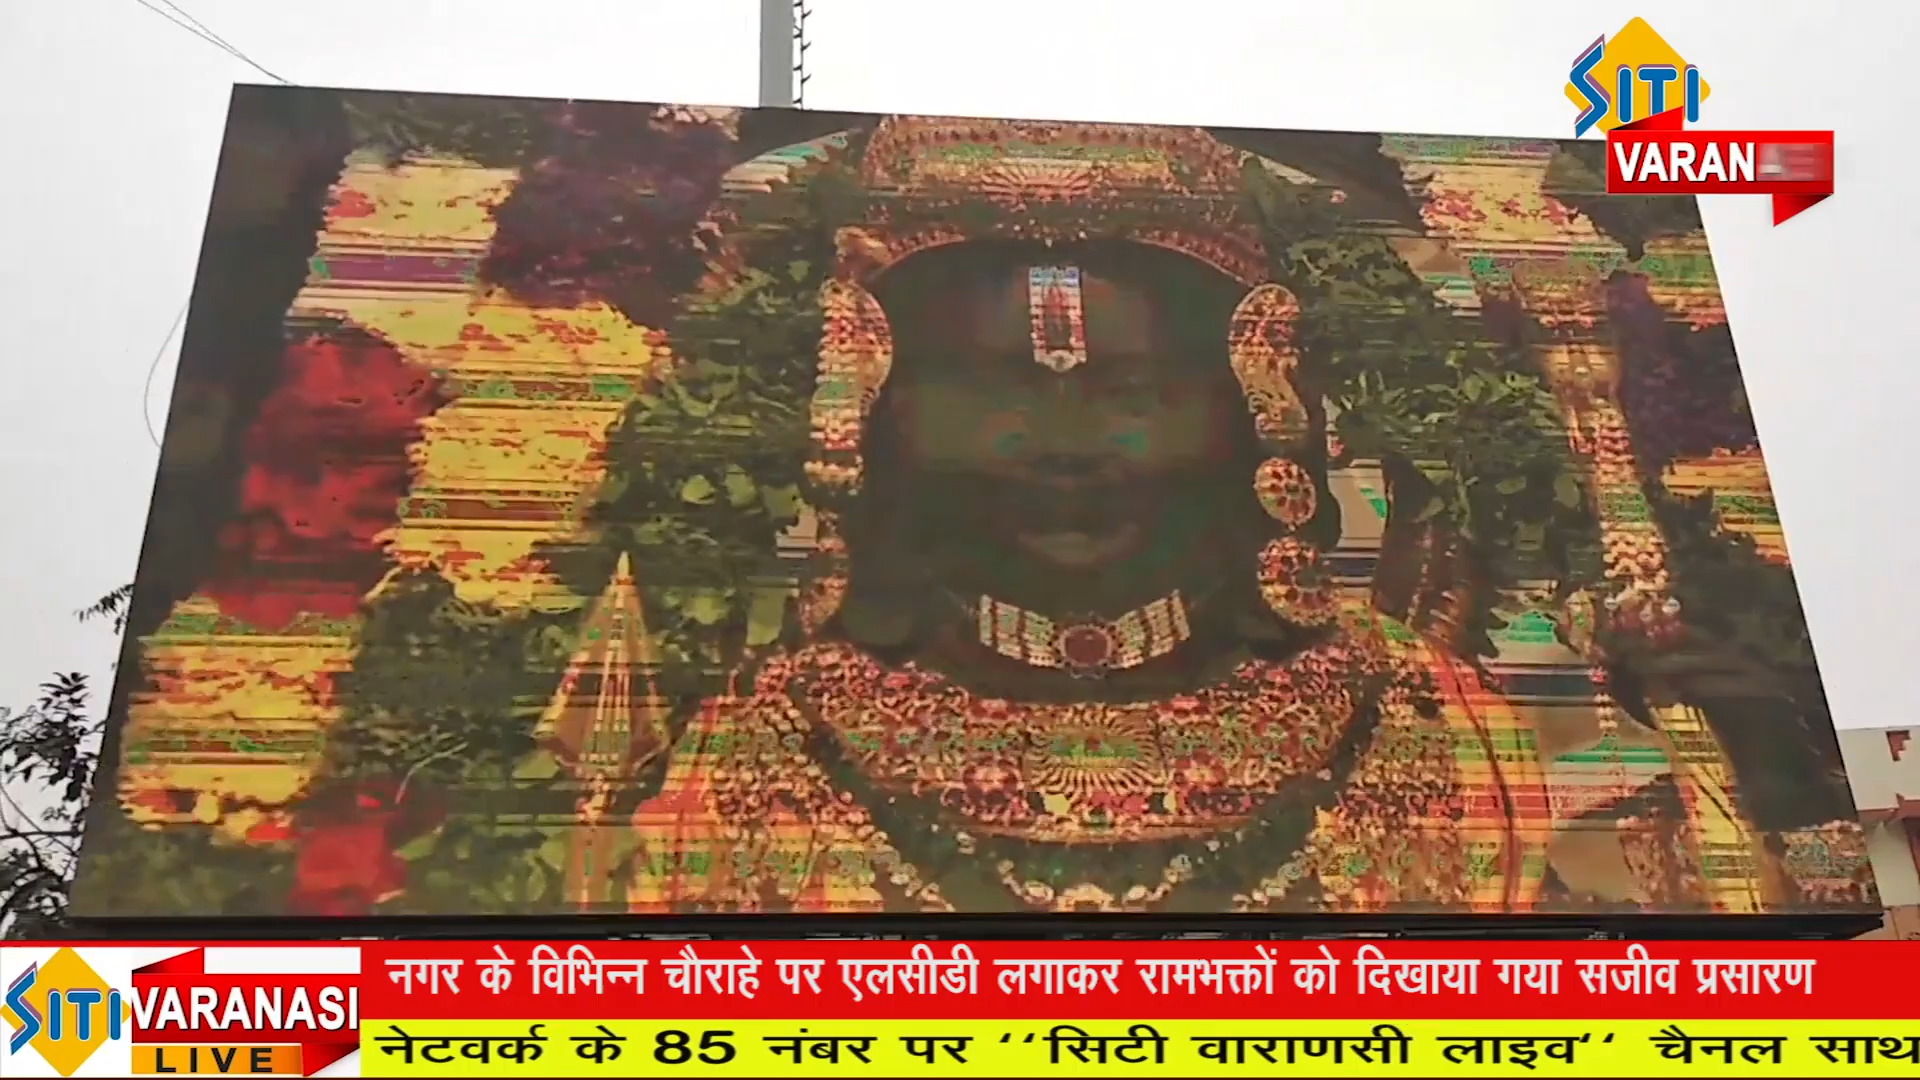 SITI
VARAN
नगर के विभिन्न चौराहे पर एलसीडी लगाकर रामभक्तों को दिखाया गया सजीव प्रसारण
SITI VARANASI
LIVE
नेटवर्क के 85 नंबर पर ‘‘सिटी वाराणसी लाइव‘‘ चैनल साथ